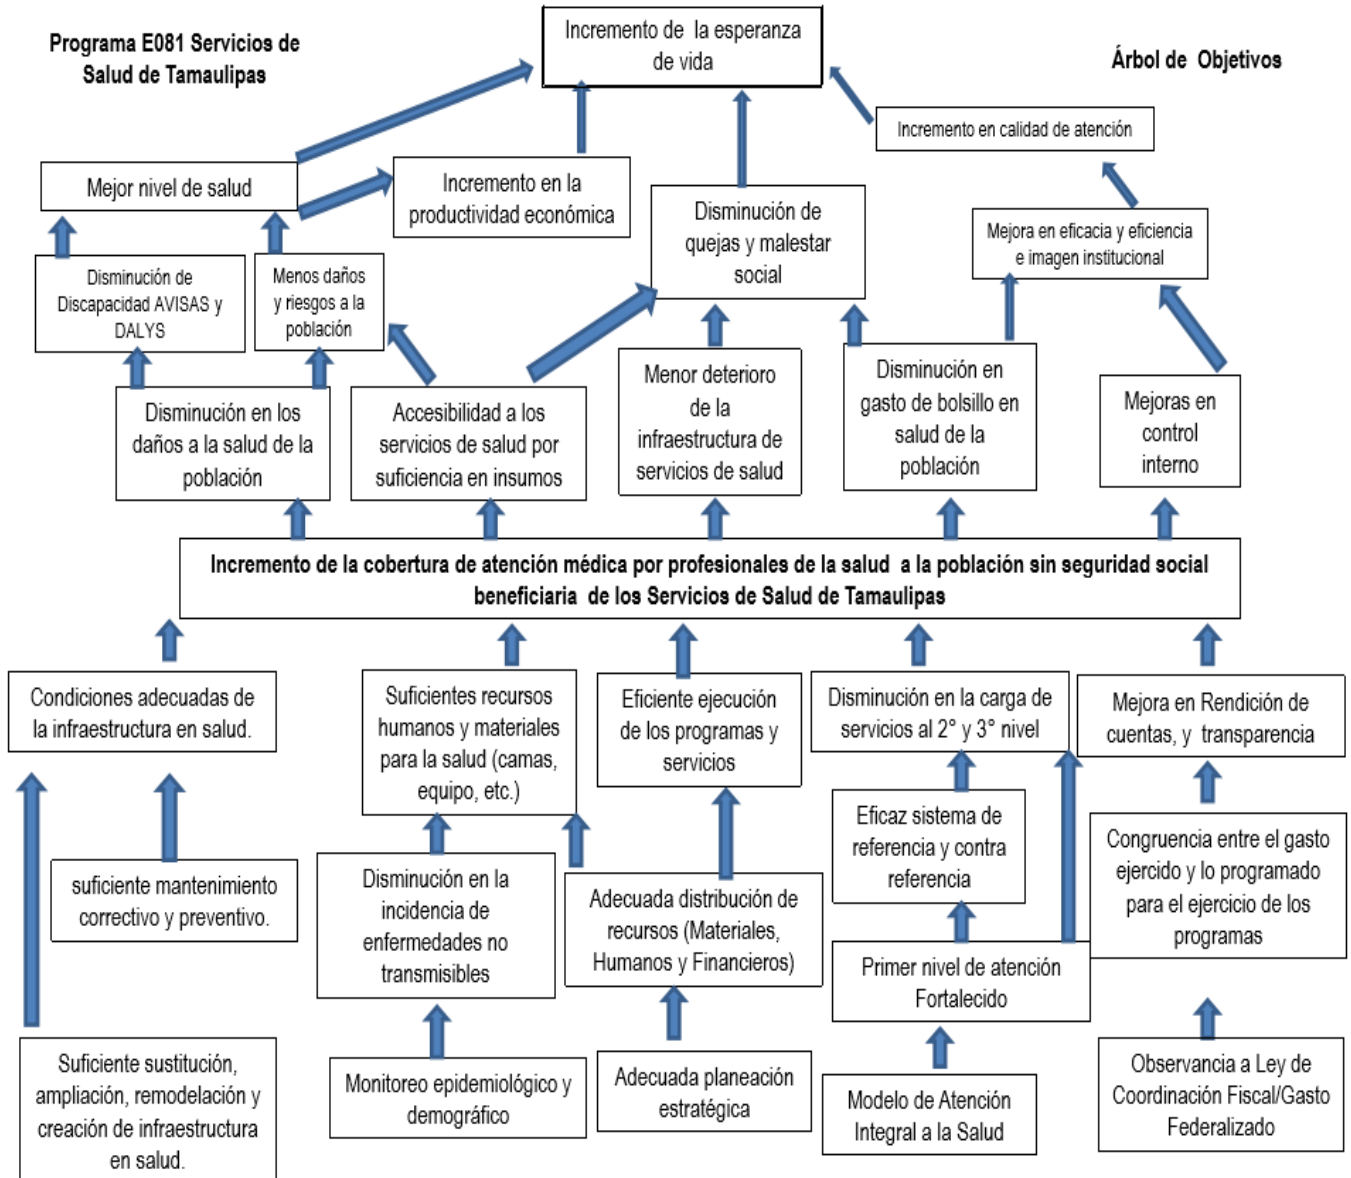 Programa E081 Servicios de
Salud de Tamaulipas
Incremento de la esperanza
de vida
Árbol de Objetivos
Incremento en calidad de atención
Mejor nivel de salud
Incremento en la
productividad económica
Disminución de
quejas y malestar
social
Mejora en eficacia y eficiencia
e imagen institucional
Disminución de
Discapacidad AVISAS y
DALYS
Menos daños
y riesgos a la
población
Disminución en los
daños a la salud de la
población
Accesibilidad a los
servicios de salud por
suficiencia en insumos
Menor deterioro
de la
infraestructura de
servicios de salud
Disminución en
gasto de bolsillo en
salud de la
población
Mejoras en
control
interno
Incremento de la cobertura de atención médica por profesionales de la salud a la población sin seguridad social
beneficiaria de los Servicios de Salud de Tamaulipas
Condiciones adecuadas de
la infraestructura en salud.
Suficientes recursos
humanos y materiales
para la salud (camas,
equipo, etc.)
Eficiente ejecución
de los programas y
servicios
Disminución en la carga de
servicios al 2° y 3° nivel
Mejora en Rendición de
cuentas, y transparencia
suficiente mantenimiento
correctivo y preventivo.
Disminución en la
incidencia de
enfermedades no
transmisibles
Adecuada distribución de
recursos (Materiales,
Humanos y Financieros)
Eficaz sistema de
referencia y contra
referencia
Congruencia entre el gasto
ejercido y lo programado
para el ejercicio de los
programas
Primer nivel de atención
Fortalecido
Suficiente sustitución,
ampliación, remodelación y
creación de infraestructura
en salud.
Monitoreo epidemiológico y
demográfico
Adecuada planeación
estratégica
Modelo de Atención
Integral a la Salud
Observancia a Ley de
Coordinación Fiscal/Gasto
Federalizado